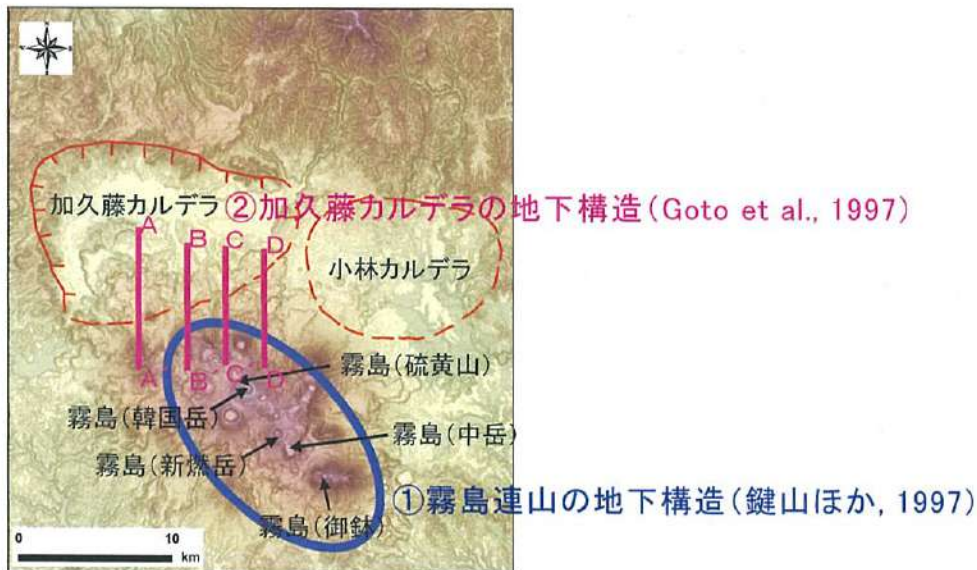 加久藤カルデラ
②加久藤カルデラの地下構造(Goto et al., 1997)
A
B
C
D
小林カルデラ
A
B
C
D
霧島(硫黄山)
霧島(韓国岳)
霧島(中岳)
霧島(新燃岳)
①霧島連山の地下構造(鍵山ほか, 1997)
霧島(御鉢)
0 10
km